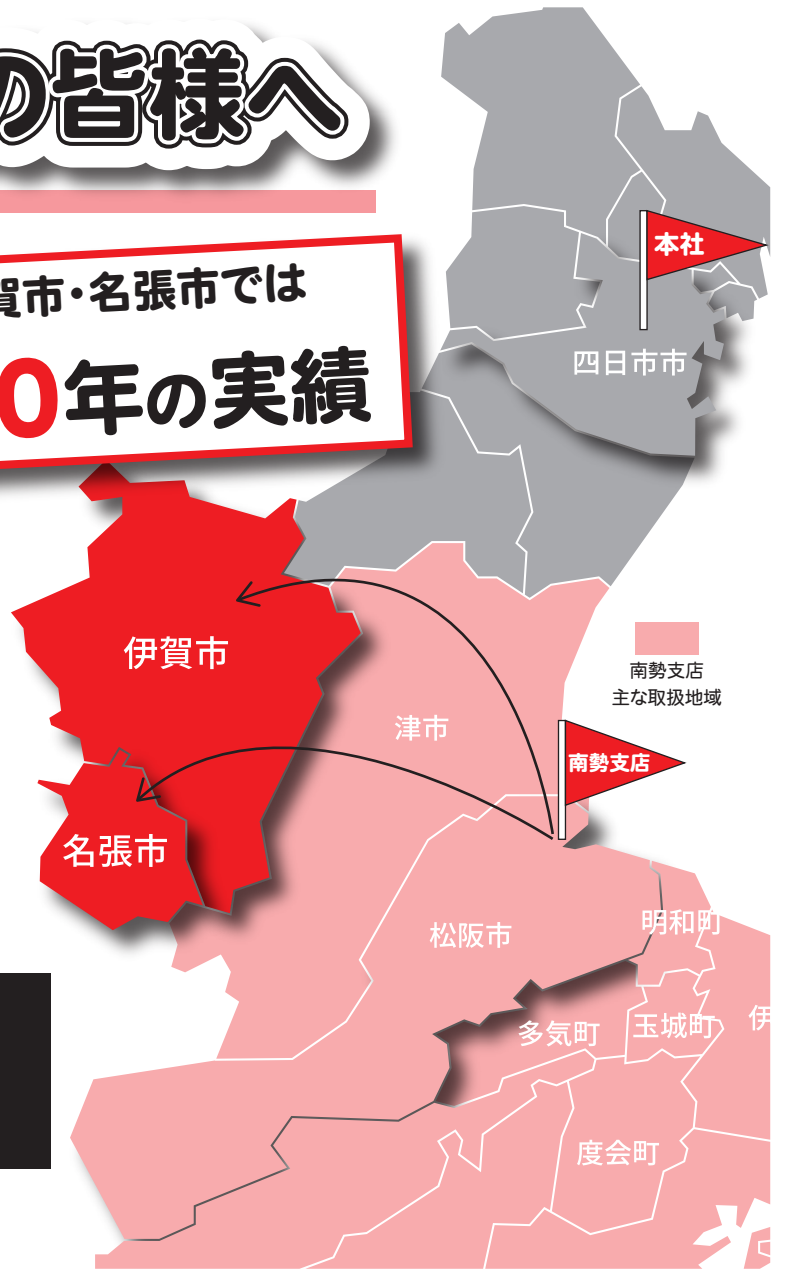 の皆様へ
賀市・名張市では
0年の実績
本社
四日市市
伊賀市
南勢支店
主な取扱地域
津市
南勢支店
名張市
松阪市
明和町
多気町
玉城町
伊
度会町